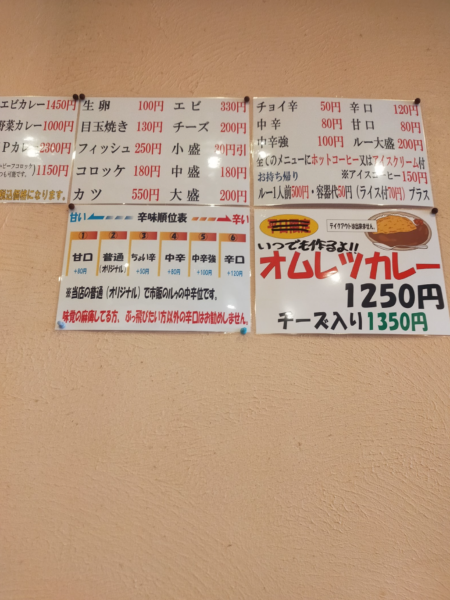 エビカレー1450円
野菜カレー1000円
Pカレー2300円
1150円
税込価格になります。
生卵 100円 エビ 330円
目玉焼き 130円 チーズ 200円
フィッシュ 250円 小盛 20円引
コロッケ 180円 中盛 180円
カツ 550円 大盛 200円
チョイ辛 50円 辛口 120円
中辛 80円 甘口 80円
中辛強 100円 ルー大盛 200円
全てのメニューにホットコーヒー又はアイスクリーム付
お持ち帰り ※アイスコーヒー150円
ルー1人前500円・容器代50円(ライス付70円)プラス
甘い 辛味順位表 辛い
1 2 3 4 5 6
甘口 普通(オリジナル) ちょい辛 中辛 中辛強 辛口
+80円 +50円 +80円 +100円 +120円
※当店の普通(オリジナル)で市販のルゥの中辛位です。
味覚の麻痺してる方、ぶっ飛びたい方以外の辛口はお勧めしません。
テイクアウトは出来ません。
いつでも作るよ!!
オムレツカレー
1250円
チーズ入り1350円